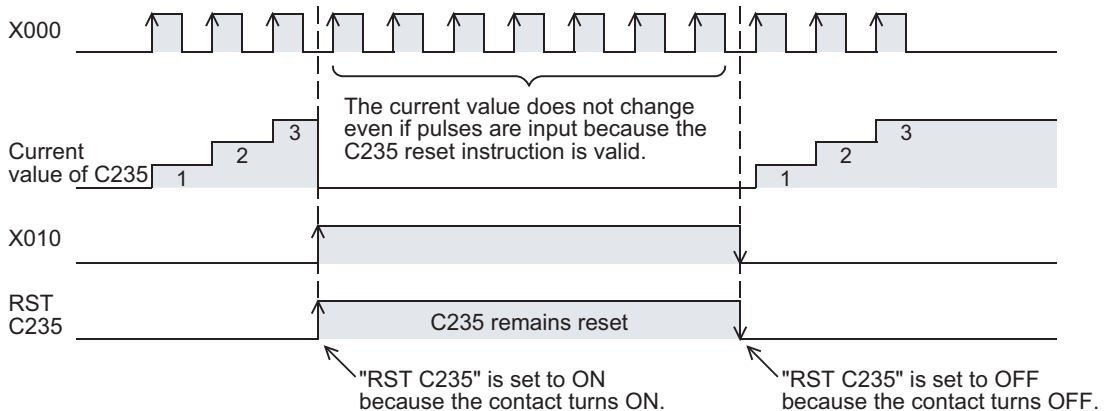 X000
The current value does not change
even if pulses are input because the
C235 reset instruction is valid.
Current
value of C235
1
2
3
1
2
3
X010
RST
C235
C235 remains reset
"RST C235" is set to ON
because the contact turns ON.
"RST C235" is set to OFF
because the contact turns OFF.